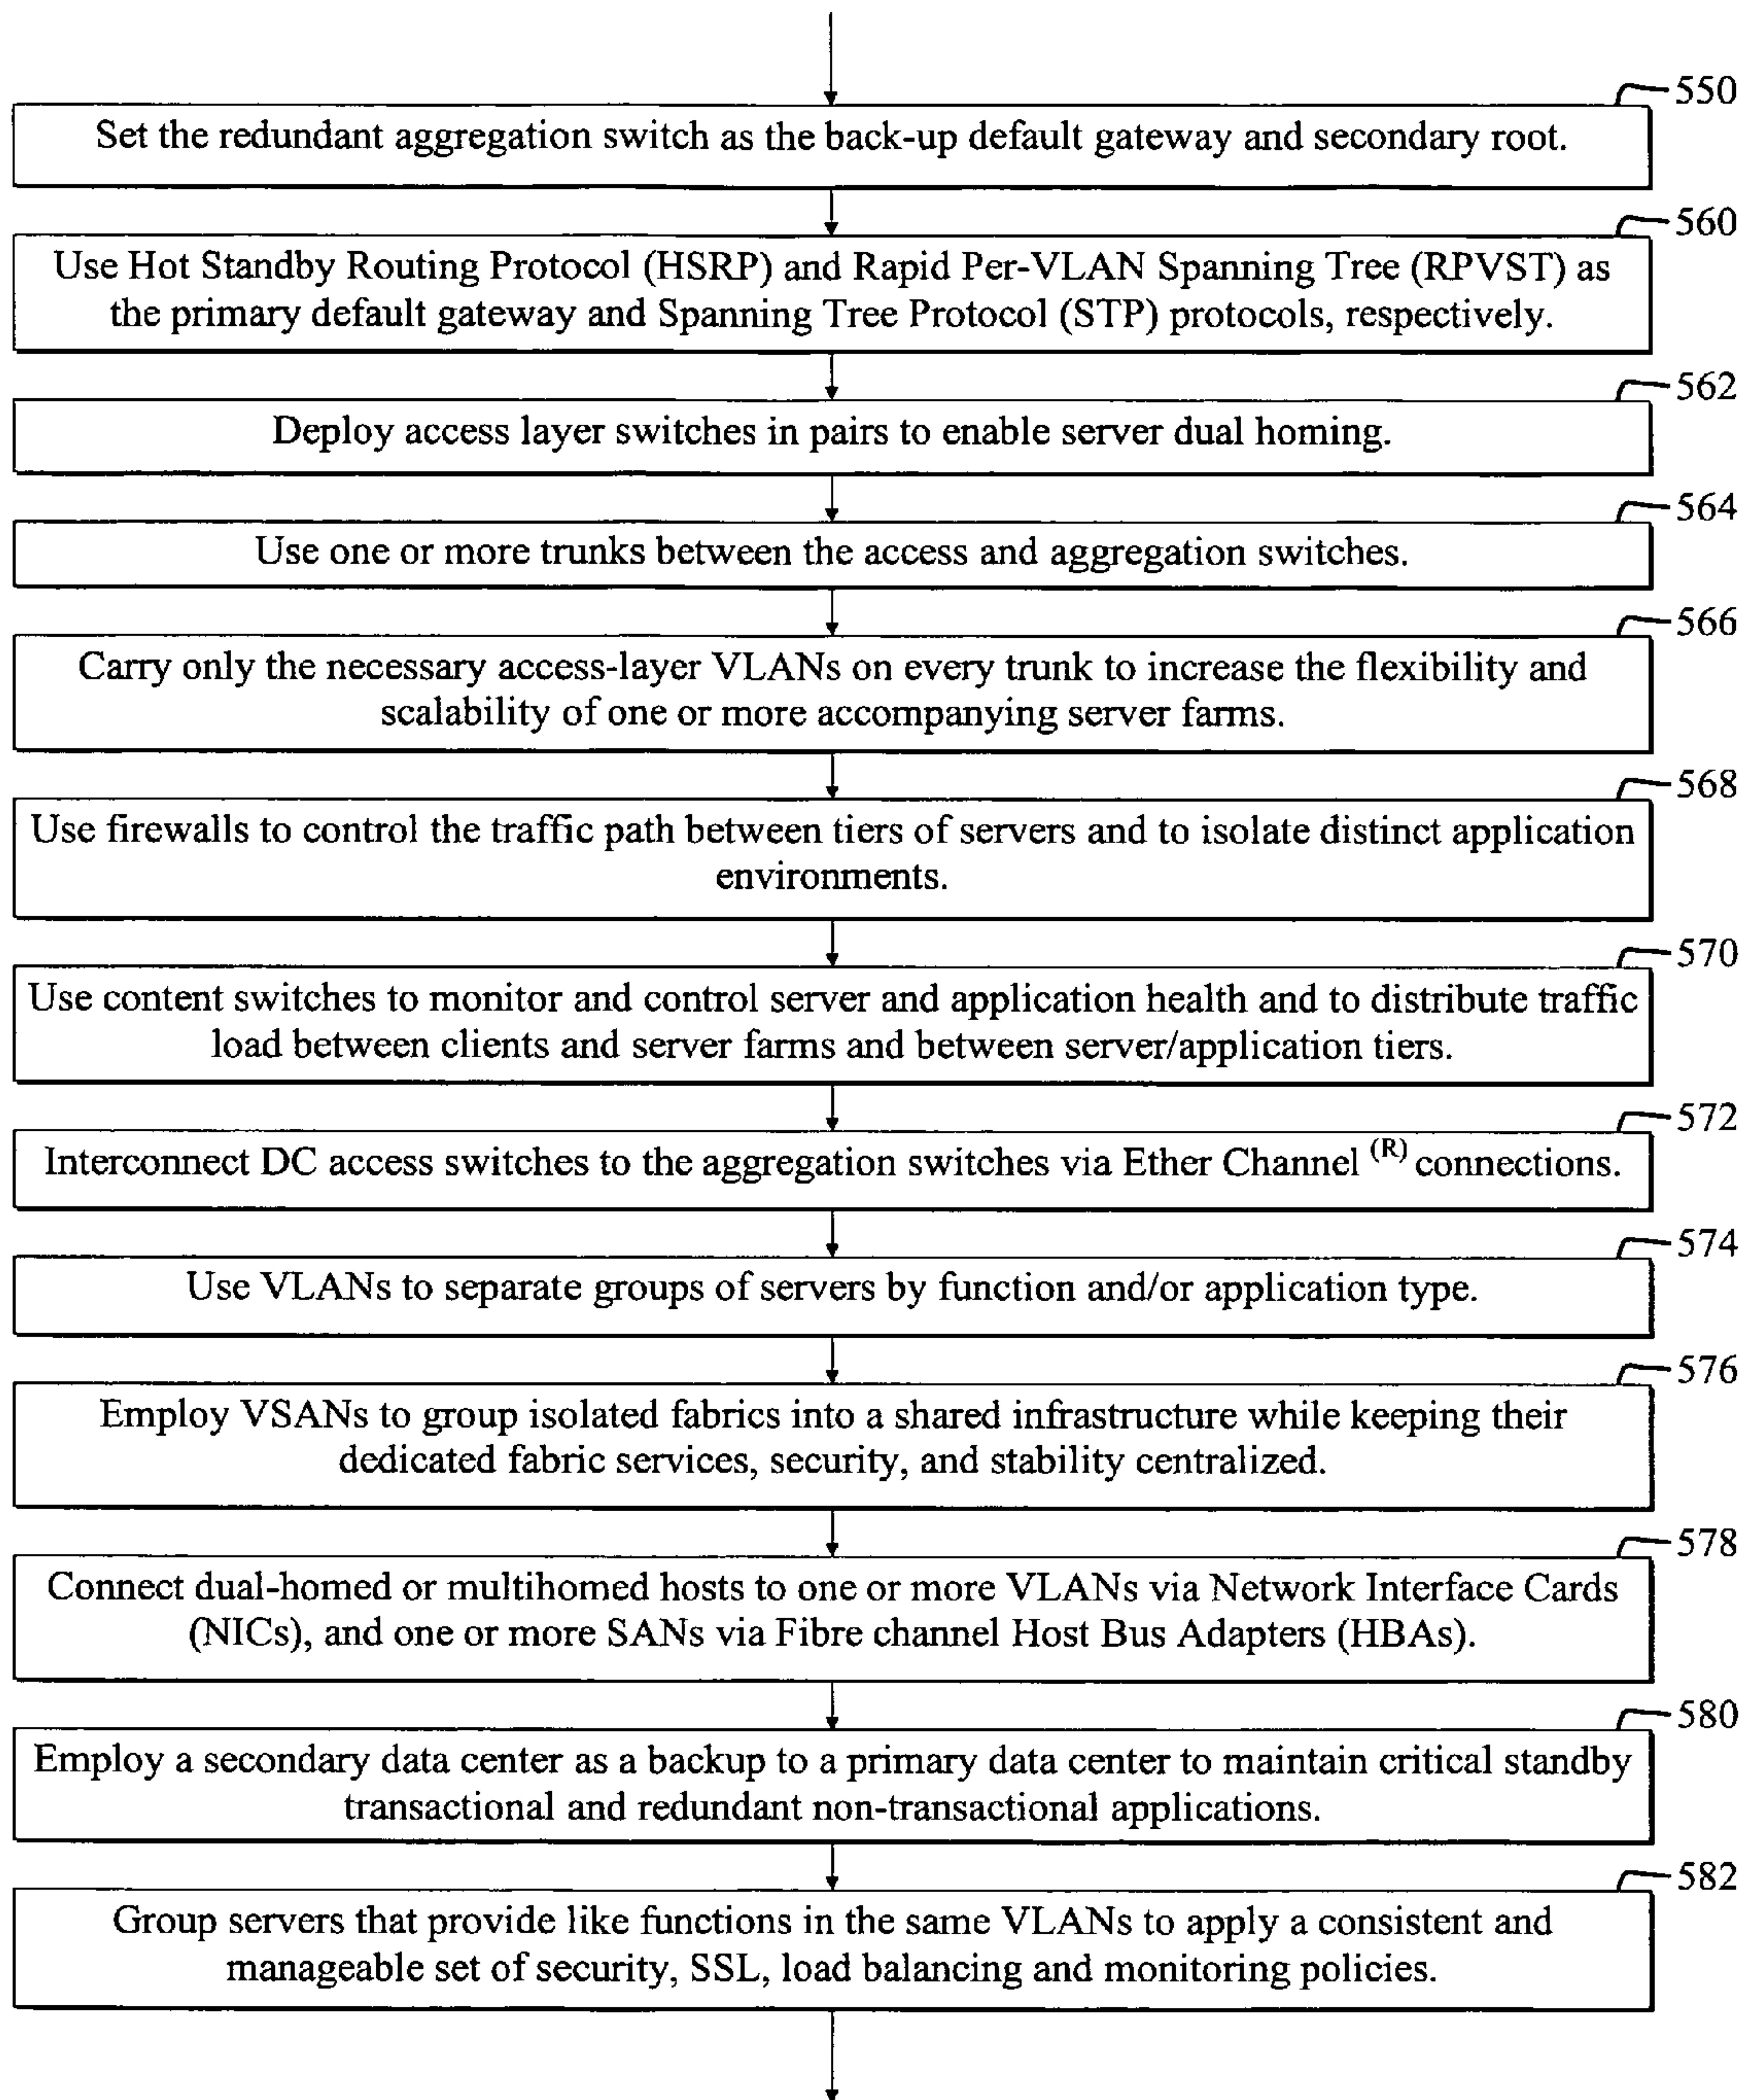 550
Set the redundant aggregation switch as the back-up default gateway and secondary root.
560
Use Hot Standby Routing Protocol (HSRP) and Rapid Per-VLAN Spanning Tree (RPVST) as
the primary default gateway and Spanning Tree Protocol (STP) protocols, respectively.
562
Deploy access layer switches in pairs to enable server dual homing.
564
Use one or more trunks between the access and aggregation switches.
566
Carry only the necessary access-layer VLANs on every trunk to increase the flexibility and
scalability of one or more accompanying server farms.
568
Use firewalls to control the traffic path between tiers of servers and to isolate distinct application
environments.
570
Use content switches to monitor and control server and application health and to distribute traffic
load between clients and server farms and between server/application tiers.
572
Interconnect DC access switches to the aggregation switches via Ether Channel (R) connections.
574
Use VLANs to separate groups of servers by function and/or application type.
576
Employ VSANs to group isolated fabrics into a shared infrastructure while keeping their
dedicated fabric services, security, and stability centralized.
578
Connect dual-homed or multihomed hosts to one or more VLANs via Network Interface Cards
(NICs), and one or more SANs via Fibre channel Host Bus Adapters (HBAs).
580
Employ a secondary data center as a backup to a primary data center to maintain critical standby
transactional and redundant non-transactional applications.
582
Group servers that provide like functions in the same VLANs to apply a consistent and
manageable set of security, SSL, load balancing and monitoring policies.